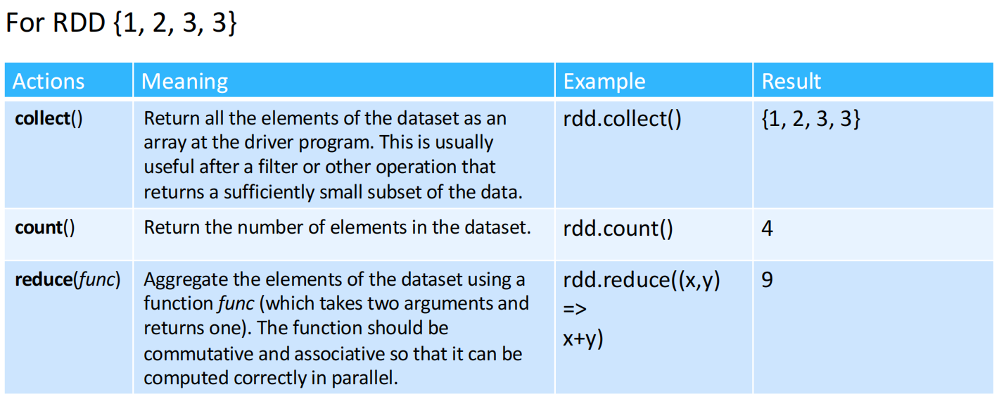 For RDD {1, 2, 3, 3}
Actions
Meaning
Example
Result
collect()
Return all the elements of the dataset as an
array at the driver program. This is usually
useful after a filter or other operation that
returns a sufficiently small subset of the data.
rdd.collect()
{1, 2, 3, 3}
count()
Return the number of elements in the dataset.
rdd.count()
4
reduce(func)
Aggregate the elements of the dataset using a
function func (which takes two arguments and
returns one). The function should be
commutative and associative so that it can be
computed correctly in parallel.
rdd.reduce((x,y)
=>
x+y)
9